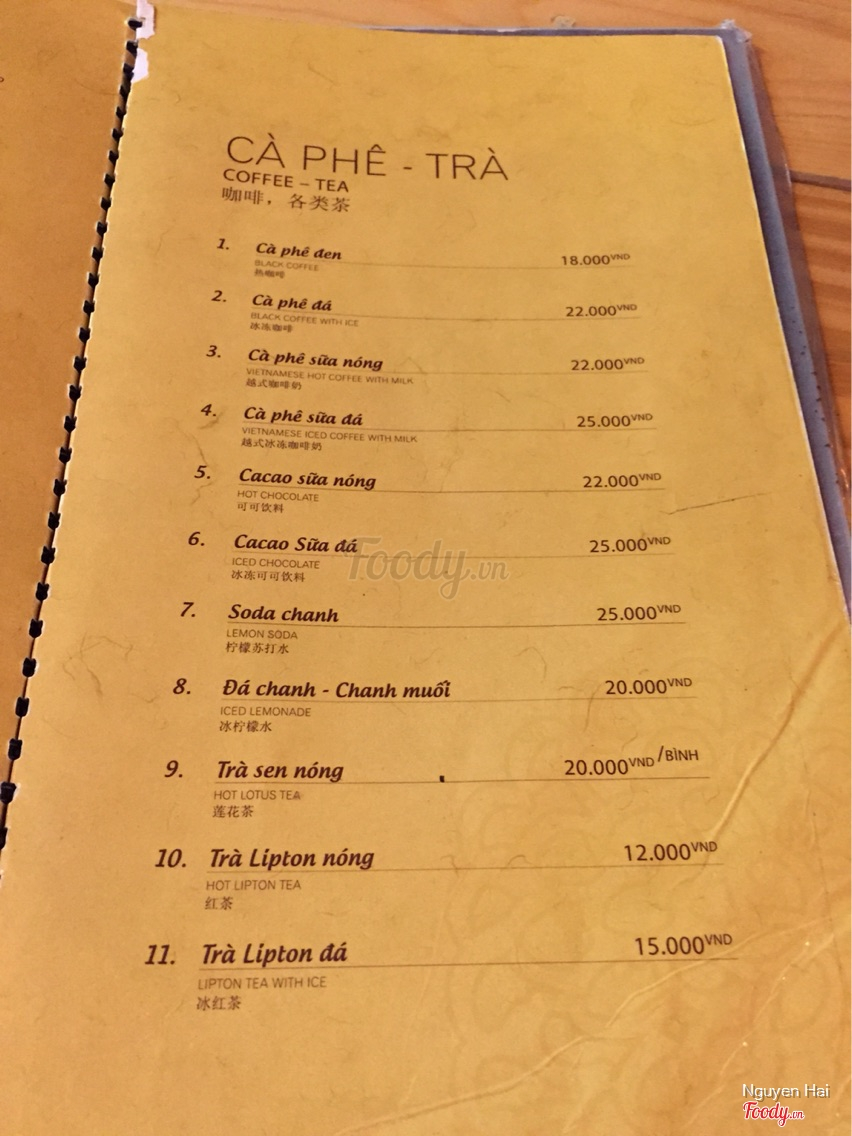 CÀ PHÊ - TRÀ
COFFEE – TEA
咖啡，各类茶
1. Cà phê đen 18.000VND
BLACK COFFEE
热咖啡
2. Cà phê đá 22.000VND
BLACK COFFEE WITH ICE
冰冻咖啡
3. Cà phê sữa nóng 22.000VND
VIETNAMESE HOT COFFEE WITH MILK
越式咖啡奶
4. Cà phê sữa đá 25.000VND
VIETNAMESE ICED COFFEE WITH MILK
越式冰冻咖啡奶
5. Cacao sữa nóng 22.000VND
HOT CHOCOLATE
可可饮料
6. Cacao Sữa đá 25.000VND
ICED CHOCOLATE
冰冻可可饮料
Foody.vn
7. Soda chanh 25.000VND
LEMON SODA
柠檬苏打水
8. Đá chanh - Chanh muối 20.000VND
ICED LEMONADE
冰柠檬水
9. Trà sen nóng 20.000VND/BÌNH
HOT LOTUS TEA
莲花茶
10. Trà Lipton nóng 12.000VND
HOT LIPTON TEA
红茶
11. Trà Lipton đá 15.000VND
LIPTON TEA WITH ICE
冰红茶
Nguyen Hai
Foody.vn